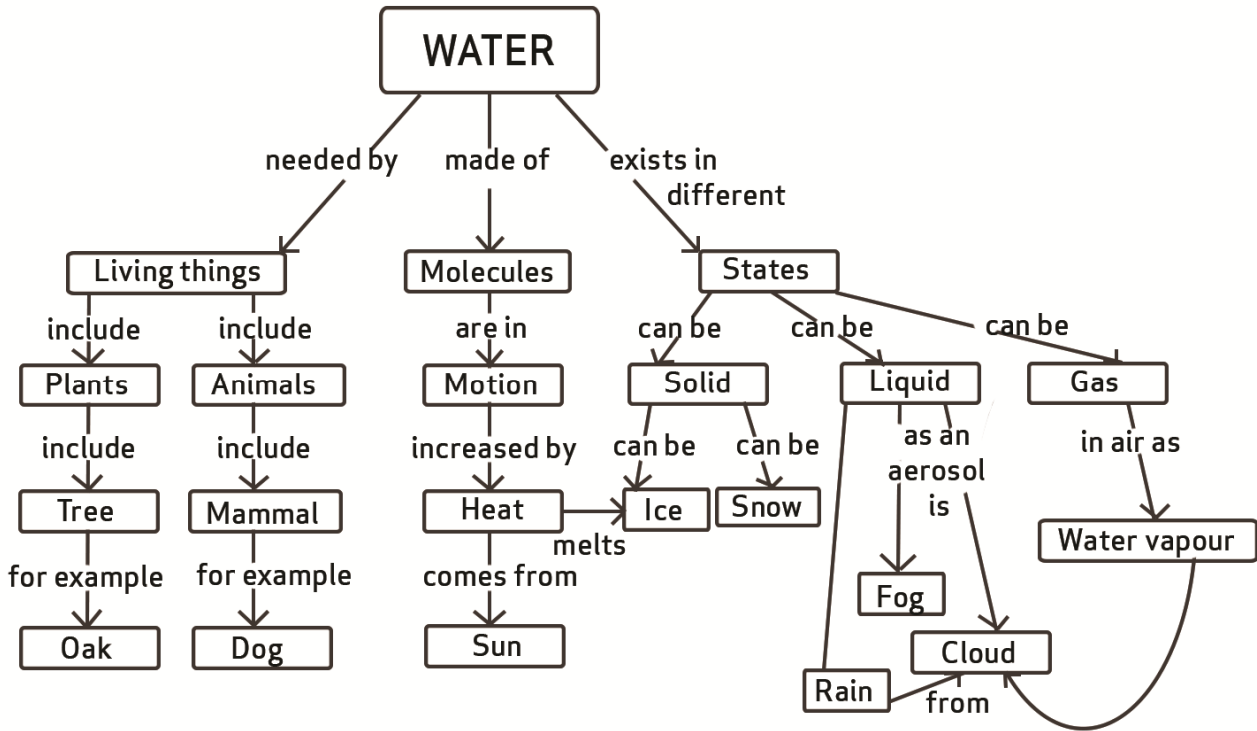 WATER
needed by
made of
exists in
different
Living things
Molecules
States
include
include
are in
can be
can be
can be
Plants
Animals
Motion
Solid
Liquid
Gas
include
include
increased by
can be
can be
as an
aerosol
is
in air as
Tree
Mammal
Heat
melts
Ice
Snow
Water vapour
for example
for example
comes from
Fog
Oak
Dog
Sun
Cloud
Rain
from